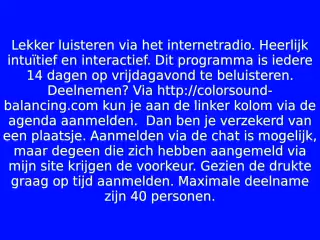 Lekker luisteren via het internetradio. Heerlijk
intuïtief en interactief. Dit programma is iedere
14 dagen op vrijdagavond te beluisteren.
Deelnemen? Via http://colorsound-
balancing.com kun je aan de linker kolom via de
agenda aanmelden.  Dan ben je verzekerd van
een plaatsje. Aanmelden via de chat is mogelijk,
maar degeen die zich hebben aangemeld via
mijn site krijgen de voorkeur. Gezien de drukte
graag op tijd aanmelden. Maximale deelname
zijn 40 personen.